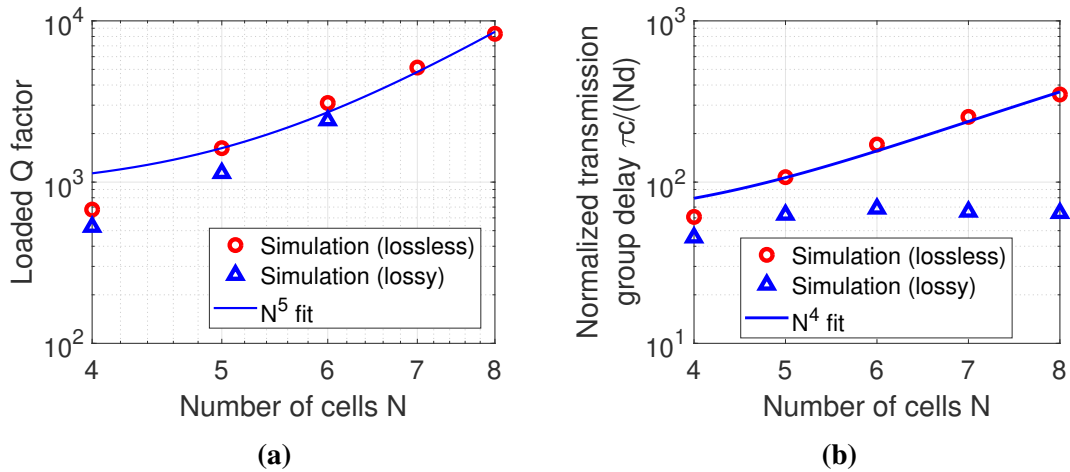 10^4
10^3
10^2
Loaded Q factor
Simulation (lossless)
Simulation (lossy)
N^5 fit
4 5 6 7 8
Number of cells N
(a)
10^3
10^2
10^1
Normalized transmission
group delay τc/(Nd)
Simulation (lossless)
Simulation (lossy)
N^4 fit
4 5 6 7 8
Number of cells N
(b)